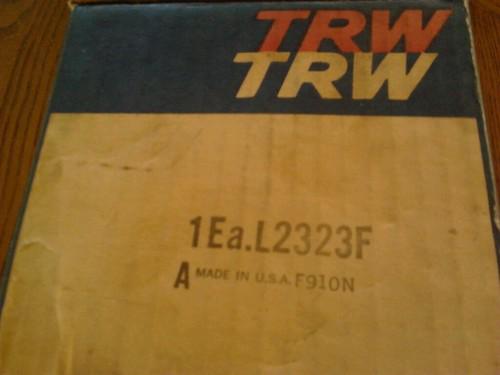 TRW
TRW
1Ea.L2323F
A MADE IN U.S.A. F910N